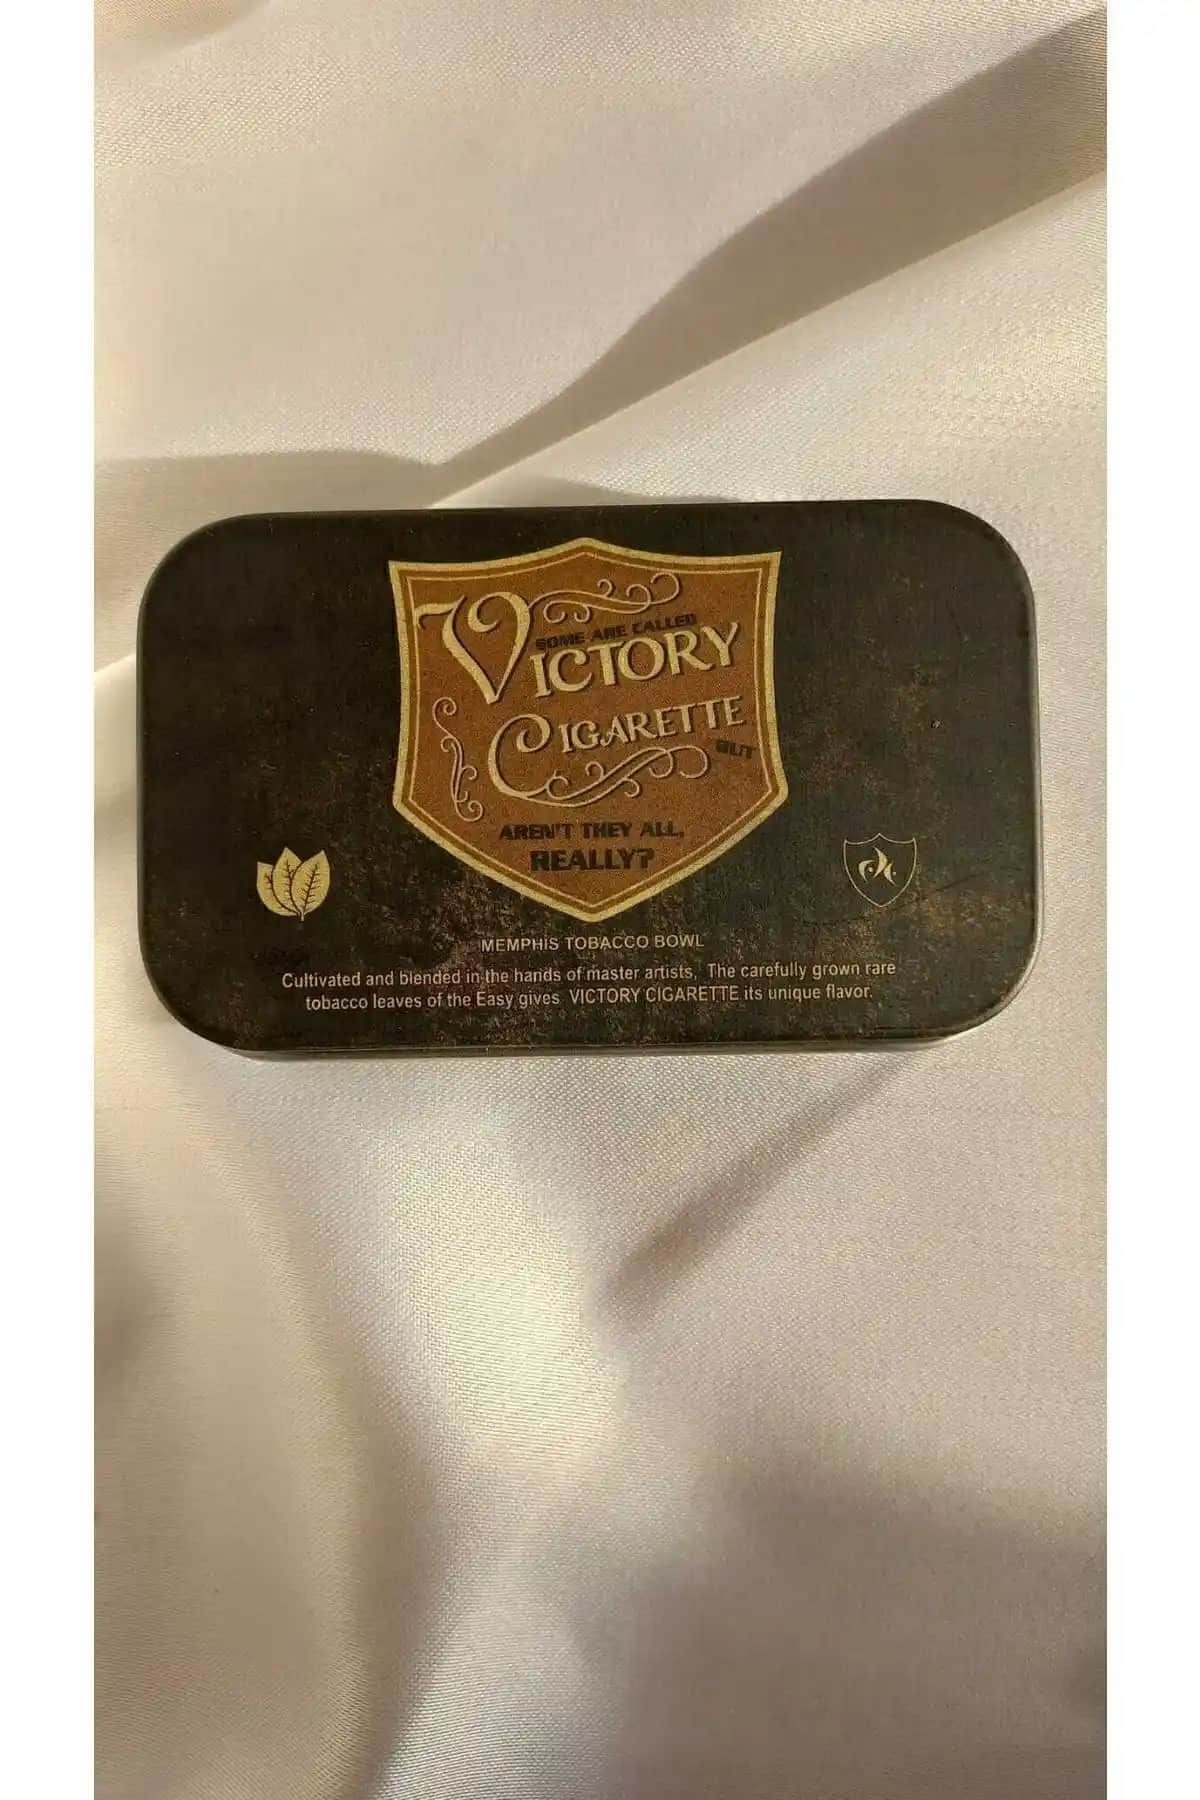 SOME ARE CALLED
VICTORY
CIGARETTE
BUT
AREN'T THEY ALL,
REALLY?
MEMPHIS TOBACCO BOWL
Cultivated and blended in the hands of master artists, The carefully grown rare
tobacco leaves of the Easy gives VICTORY CIGARETTE its unique flavor.